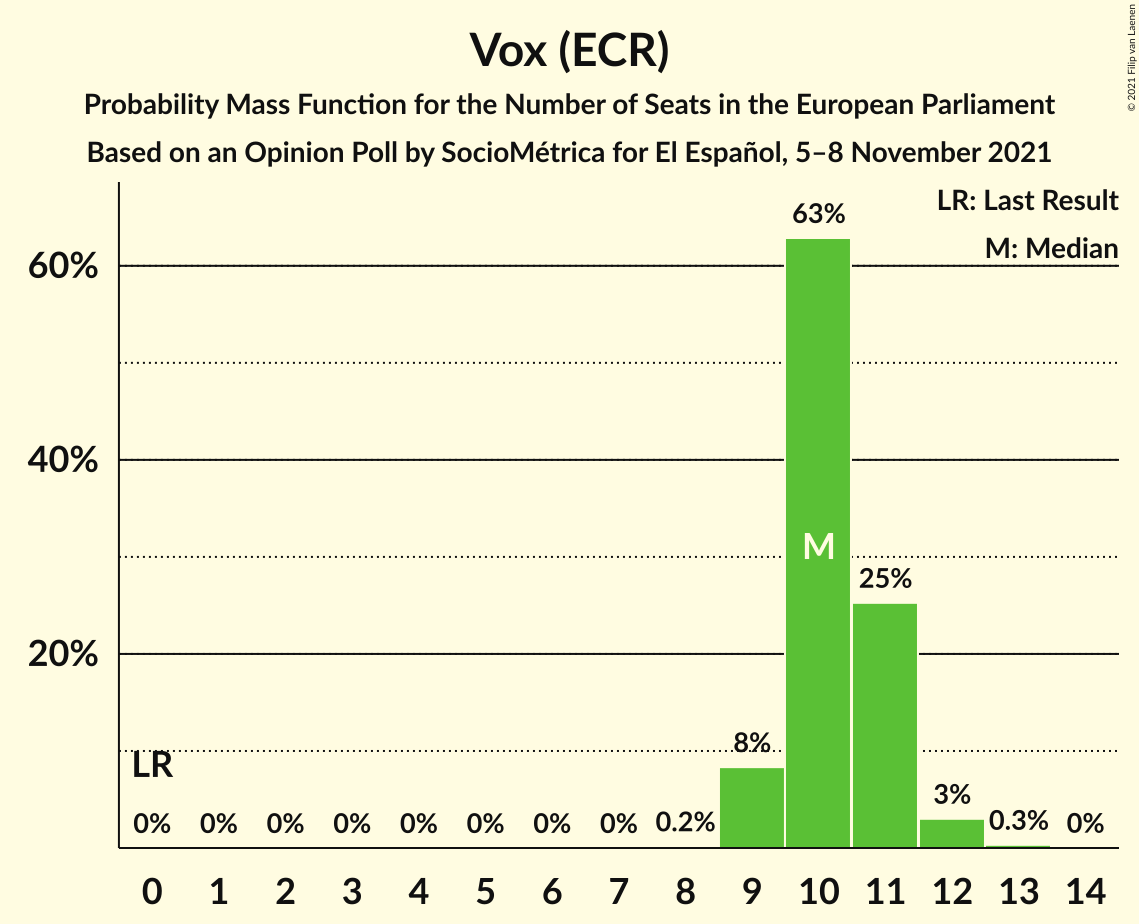 Vox (ECR)
Probability Mass Function for the Number of Seats in the European Parliament
Based on an Opinion Poll by SocioMétrica for El Español, 5–8 November 2021
© 2021 Filip van Laenen
LR: Last Result
M: Median
60%
40%
20%
63%
M
25%
8%
LR
3%
0% 0% 0% 0% 0% 0% 0% 0% 0.2% 0.3% 0%
0 1 2 3 4 5 6 7 8 9 10 11 12 13 14